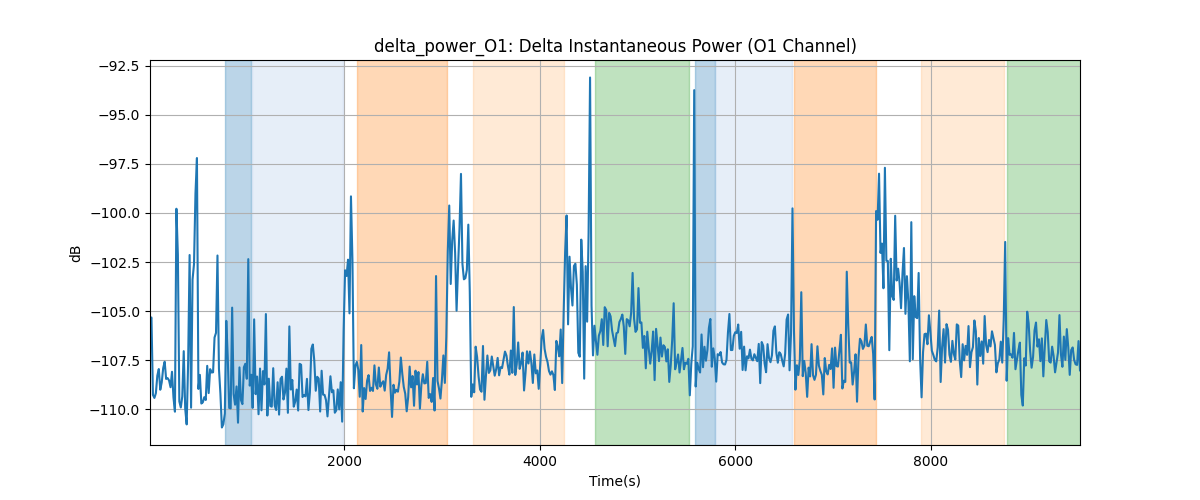 delta_power_O1: Delta Instantaneous Power (O1 Channel)
−92.5
−95.0
−97.5
−100.0
−102.5
−105.0
−107.5
−110.0
dB
2000 4000 6000 8000
Time(s)